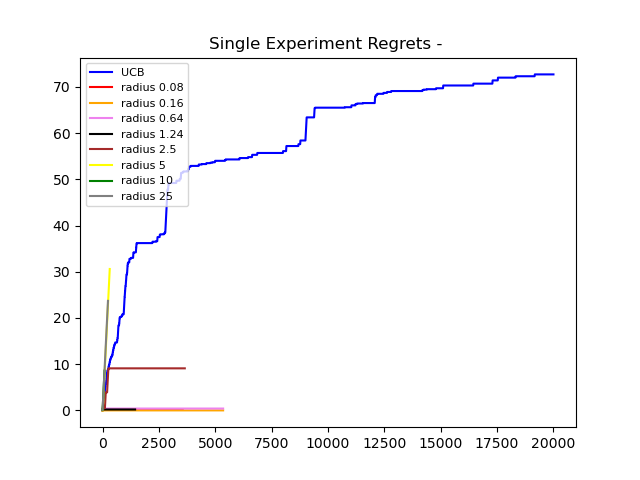 Single Experiment Regrets -
UCB
radius 0.08
radius 0.16
radius 0.64
radius 1.24
radius 2.5
radius 5
radius 10
radius 25
70
60
50
40
30
20
10
0
0 2500 5000 7500 10000 12500 15000 17500 20000